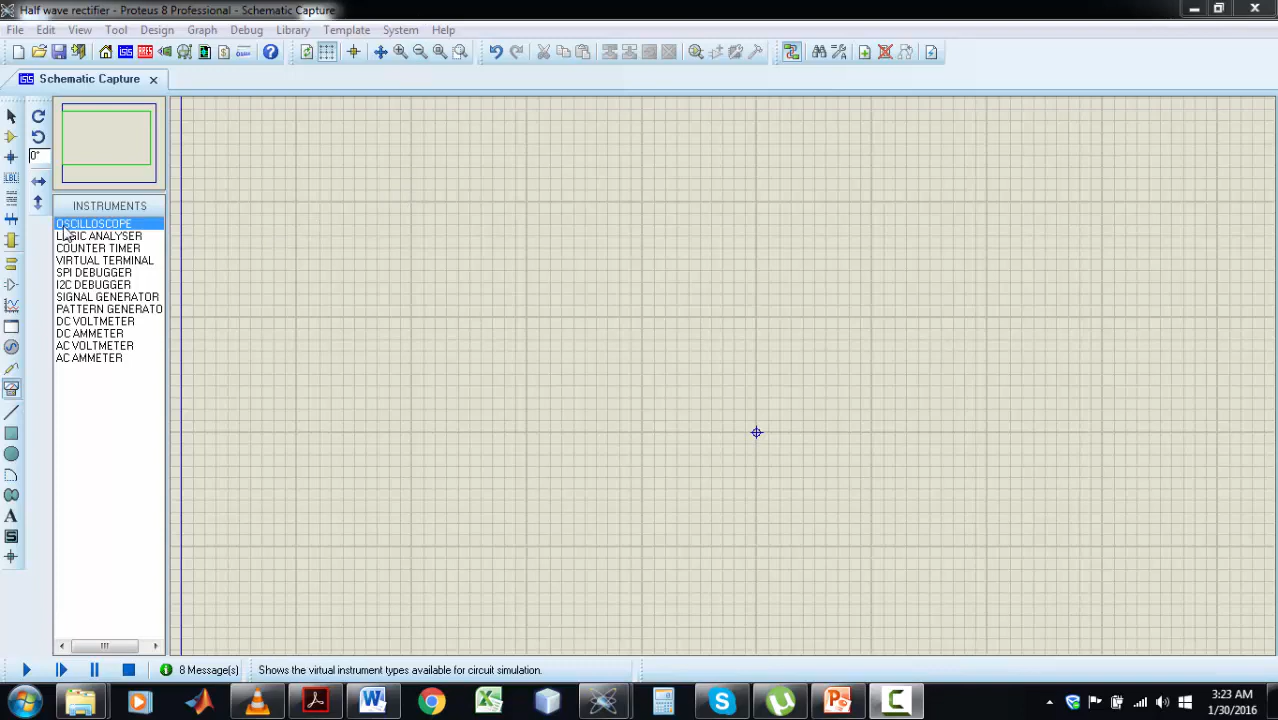 Half wave rectifier - Proteus 8 Professional - Schematic Capture
File Edit View Tool Design Graph Debug Library Template System Help
Schematic Capture
0°
LBL
INSTRUMENTS
OSCILLOSCOPE
LOGIC ANALYSER
COUNTER TIMER
VIRTUAL TERMINAL
SPI DEBUGGER
I2C DEBUGGER
SIGNAL GENERATOR
PATTERN GENERATO
DC VOLTMETER
DC AMMETER
AC VOLTMETER
AC AMMETER
A
S
8 Message(s) Shows the virtual instrument types available for circuit simulation.
3:23 AM
1/30/2016